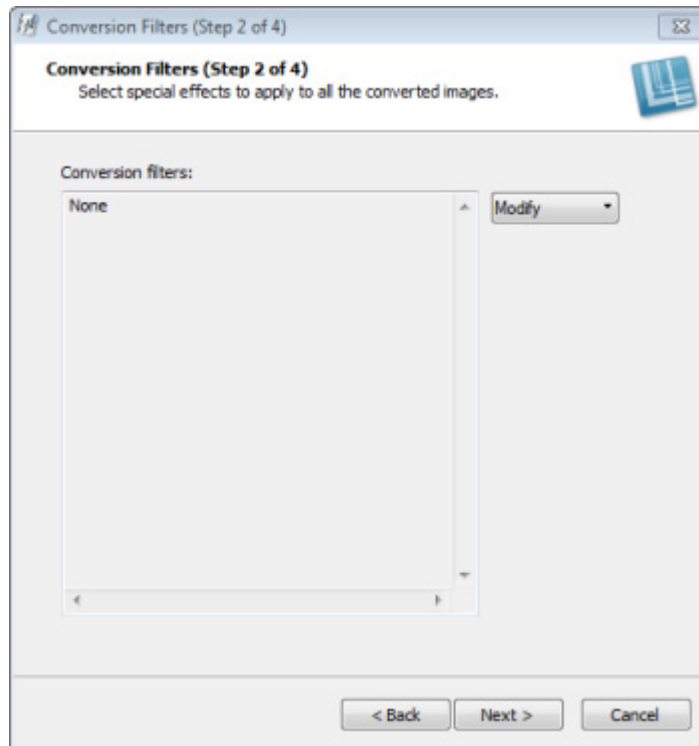 Conversion Filters (Step 2 of 4)
Conversion Filters (Step 2 of 4)
Select special effects to apply to all the converted images.
Conversion filters:
None
Modify
< Back
Next >
Cancel